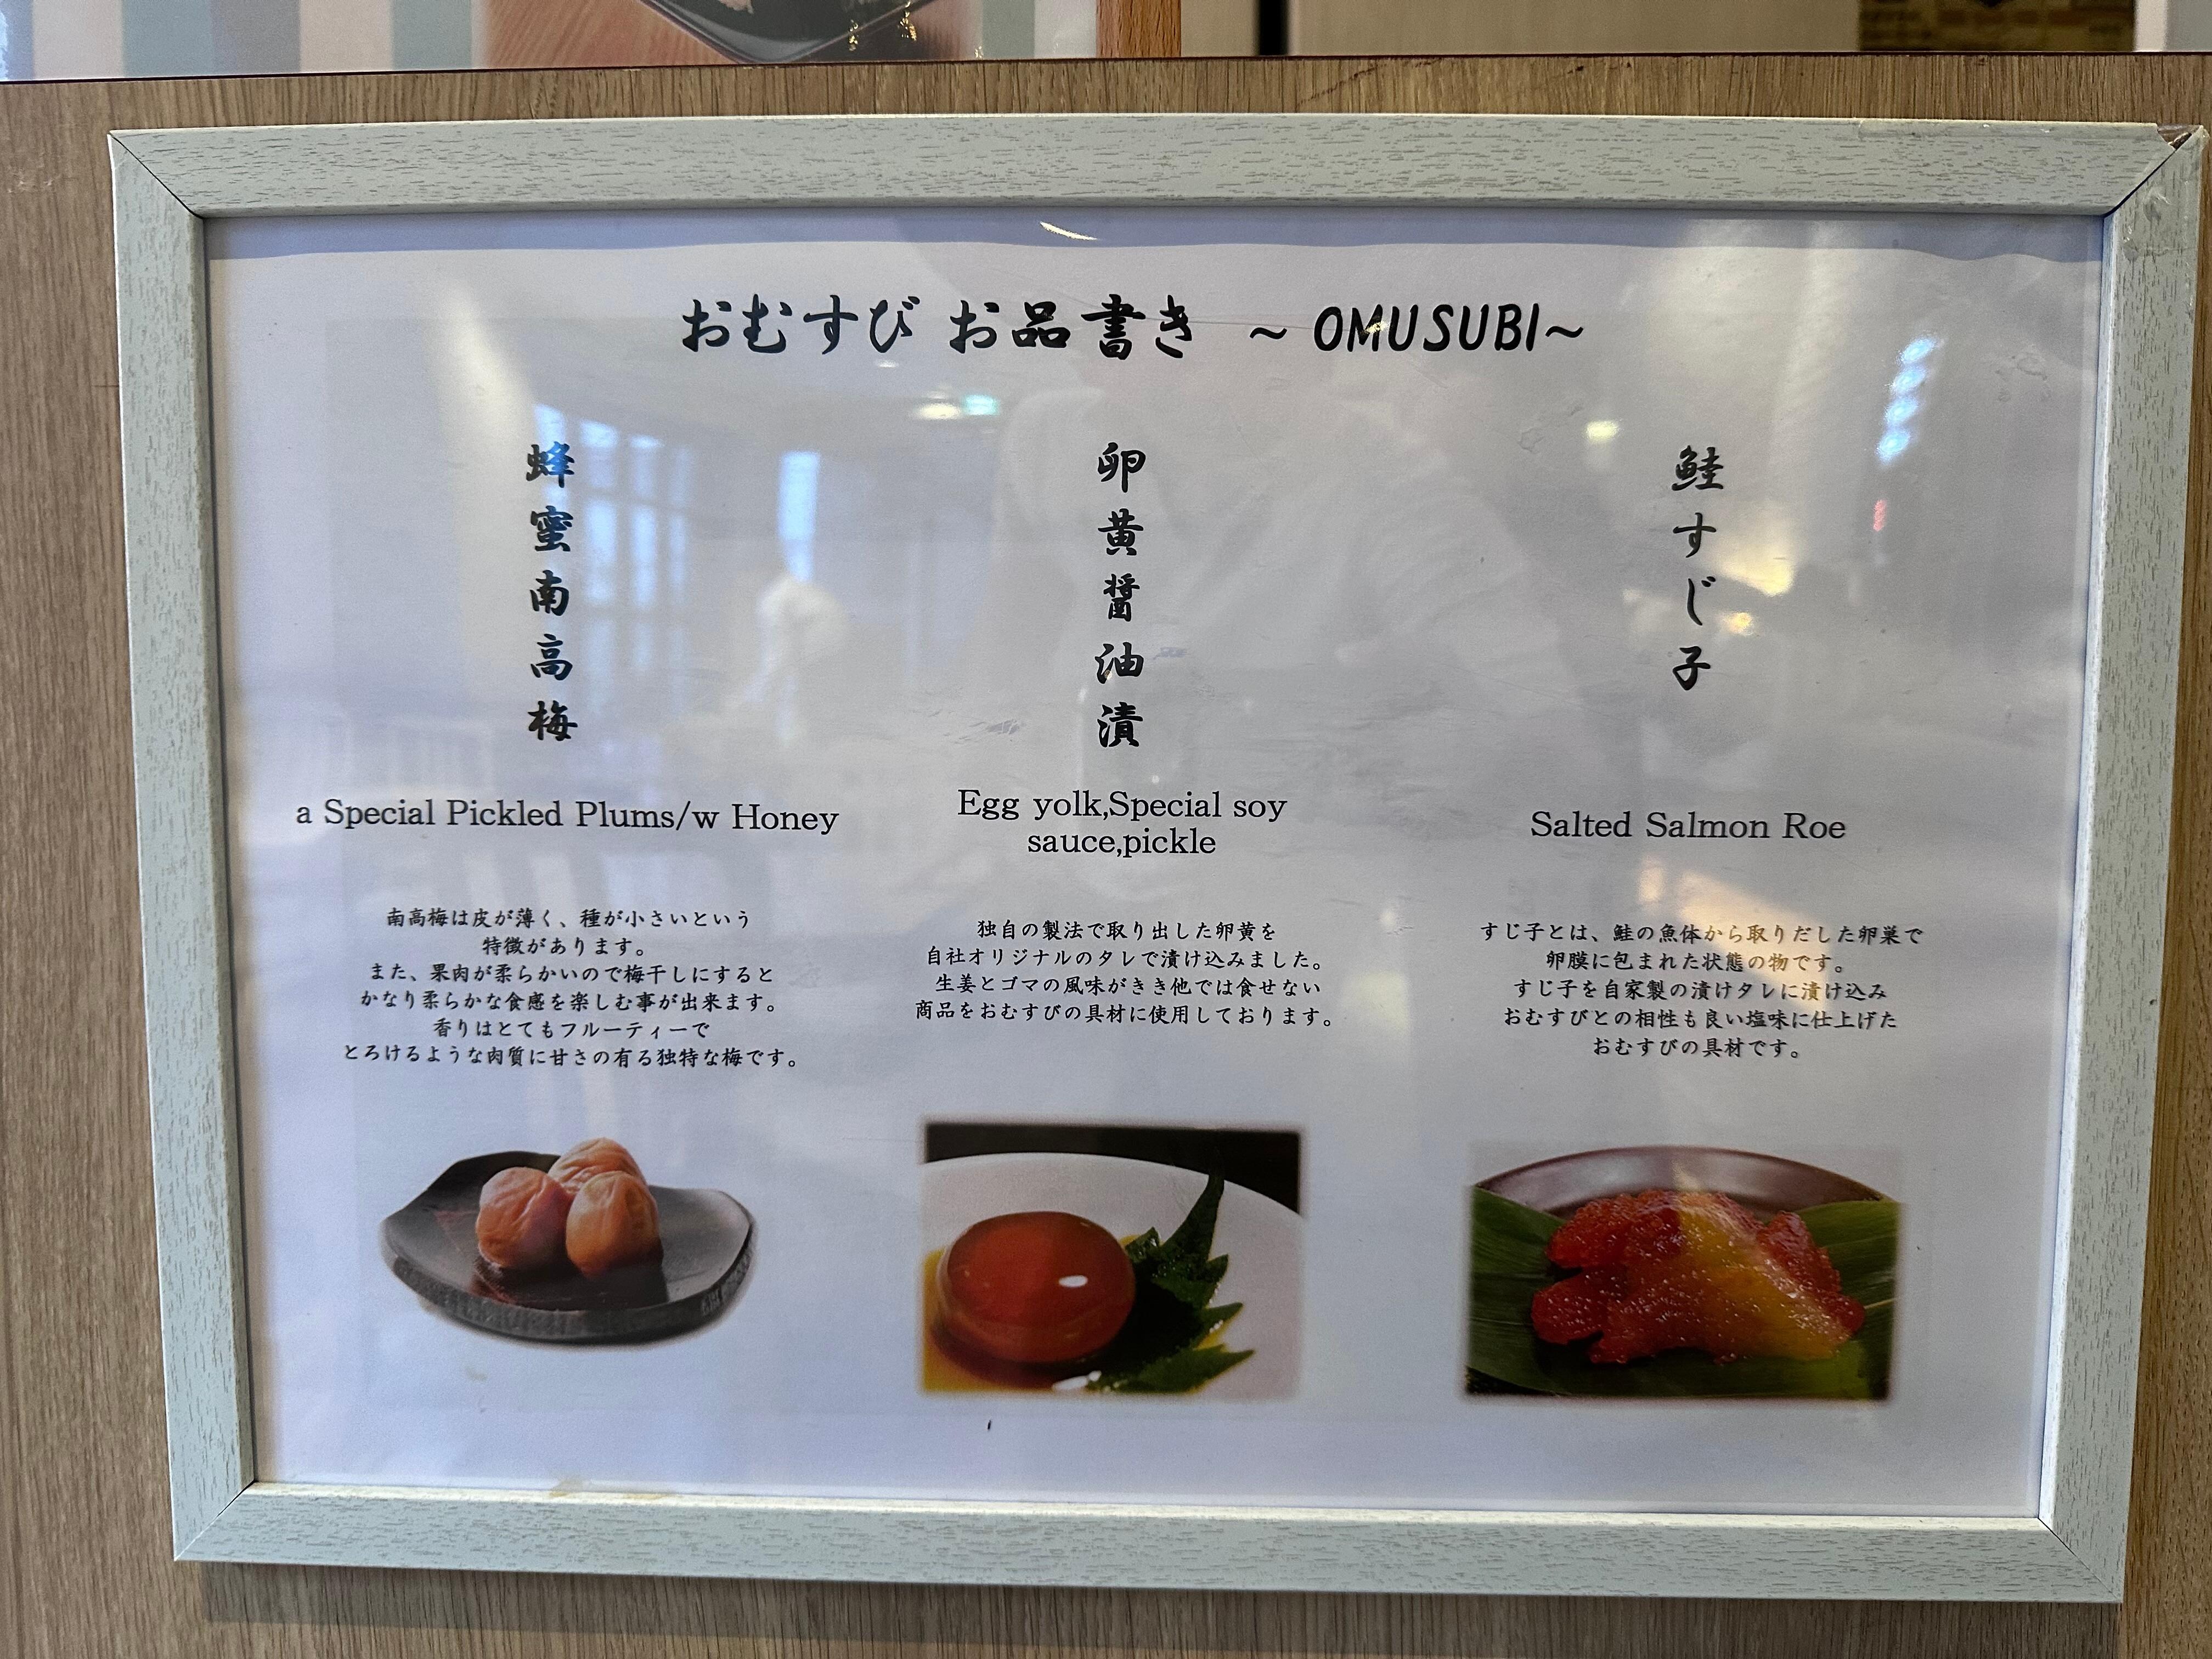 おむすび お品書き ~ OMUSUBI~
蜂蜜南高梅
a Special Pickled Plums/w Honey
南高梅は皮が薄く、種が小さいという
特徴があります。
また、果肉が柔らかいので梅干しにすると
かなり柔らかな食感を楽しむ事が出来ます。
香りはとてもフルーティーで
とろけるような肉質に甘さの有る独特な梅です。
卵黄醤油漬
Egg yolk,Special soy
sauce,pickle
独自の製法で取り出した卵黄を
自社オリジナルのタレで漬け込みました。
生姜とゴマの風味がきき他では食せない
商品をおむすびの具材に使用しております。
鮭すじ子
Salted Salmon Roe
すじ子とは、鮭の魚体から取りだした卵巣で
卵膜に包まれた状態の物です。
すじ子を自家製の漬けタレに漬け込み
おむすびとの相性も良い塩味に仕上げた
おむすびの具材です。